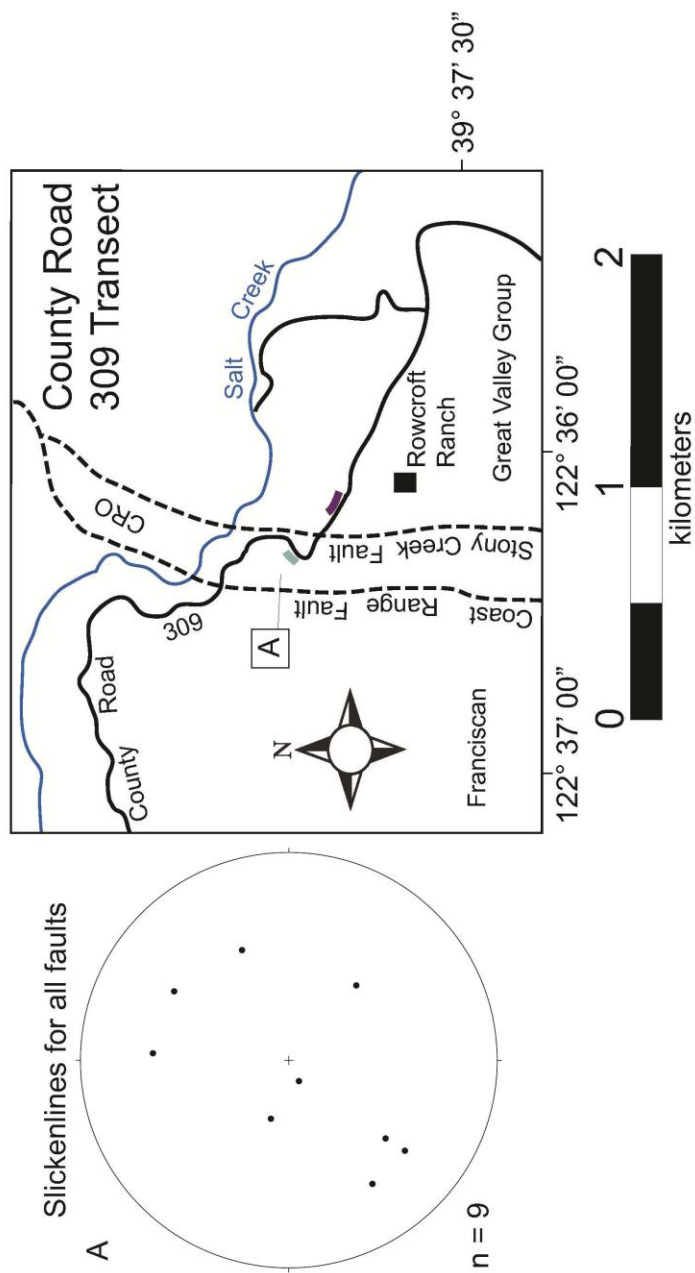 Slickenlines for all faults
A
n = 9
County Road
309 Transect
Salt Creek
CRO
309
County Road
A
N
Coast Range Fault
Stony Creek Fault
Rowcroft
Ranch
Franciscan
Great Valley Group
39° 37’ 30”
122° 37’ 00”
122° 36’ 00”
0 1 2
kilometers